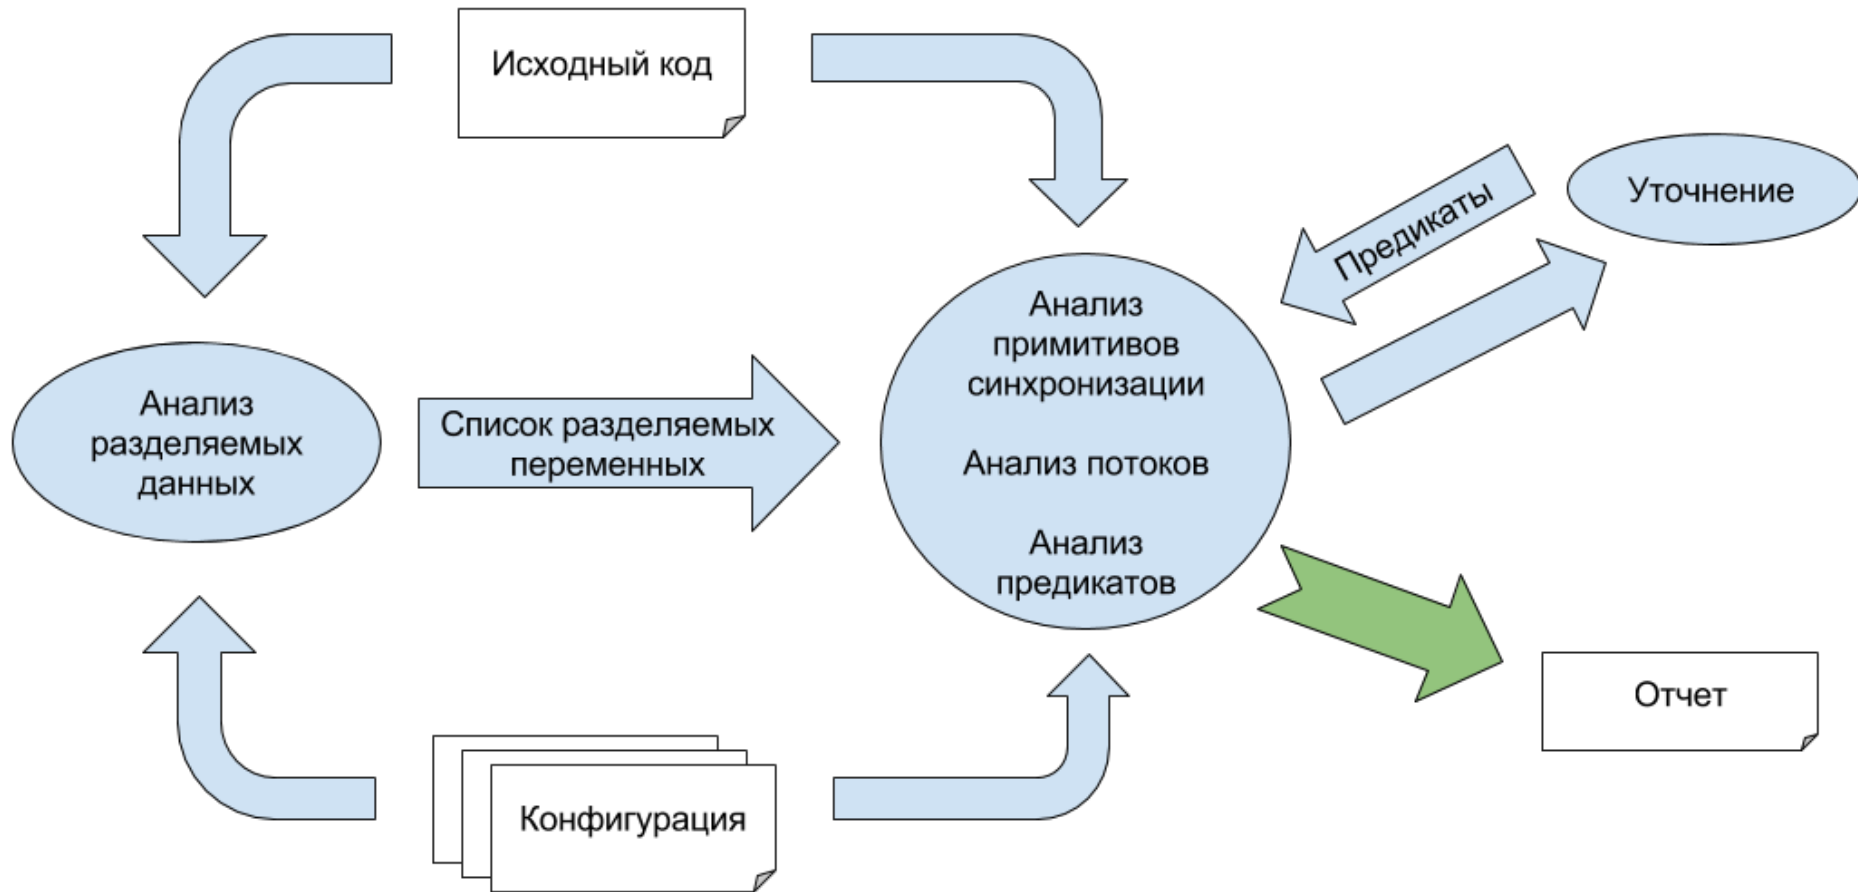 Исходный код
Уточнение
Предикаты
Анализ
примитивов
синхронизации
Анализ потоков
Анализ
предикатов
Анализ
разделяемых
данных
Список разделяемых
переменных
Отчет
Конфигурация